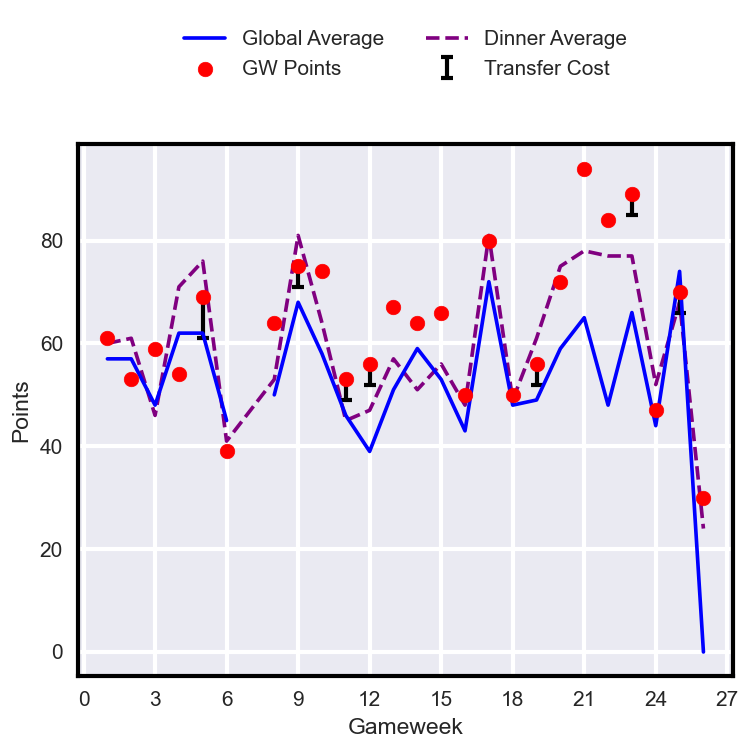 Global Average Dinner Average
GW Points Transfer Cost
Points
80
60
40
20
0
0 3 6 9 12 15 18 21 24 27
Gameweek